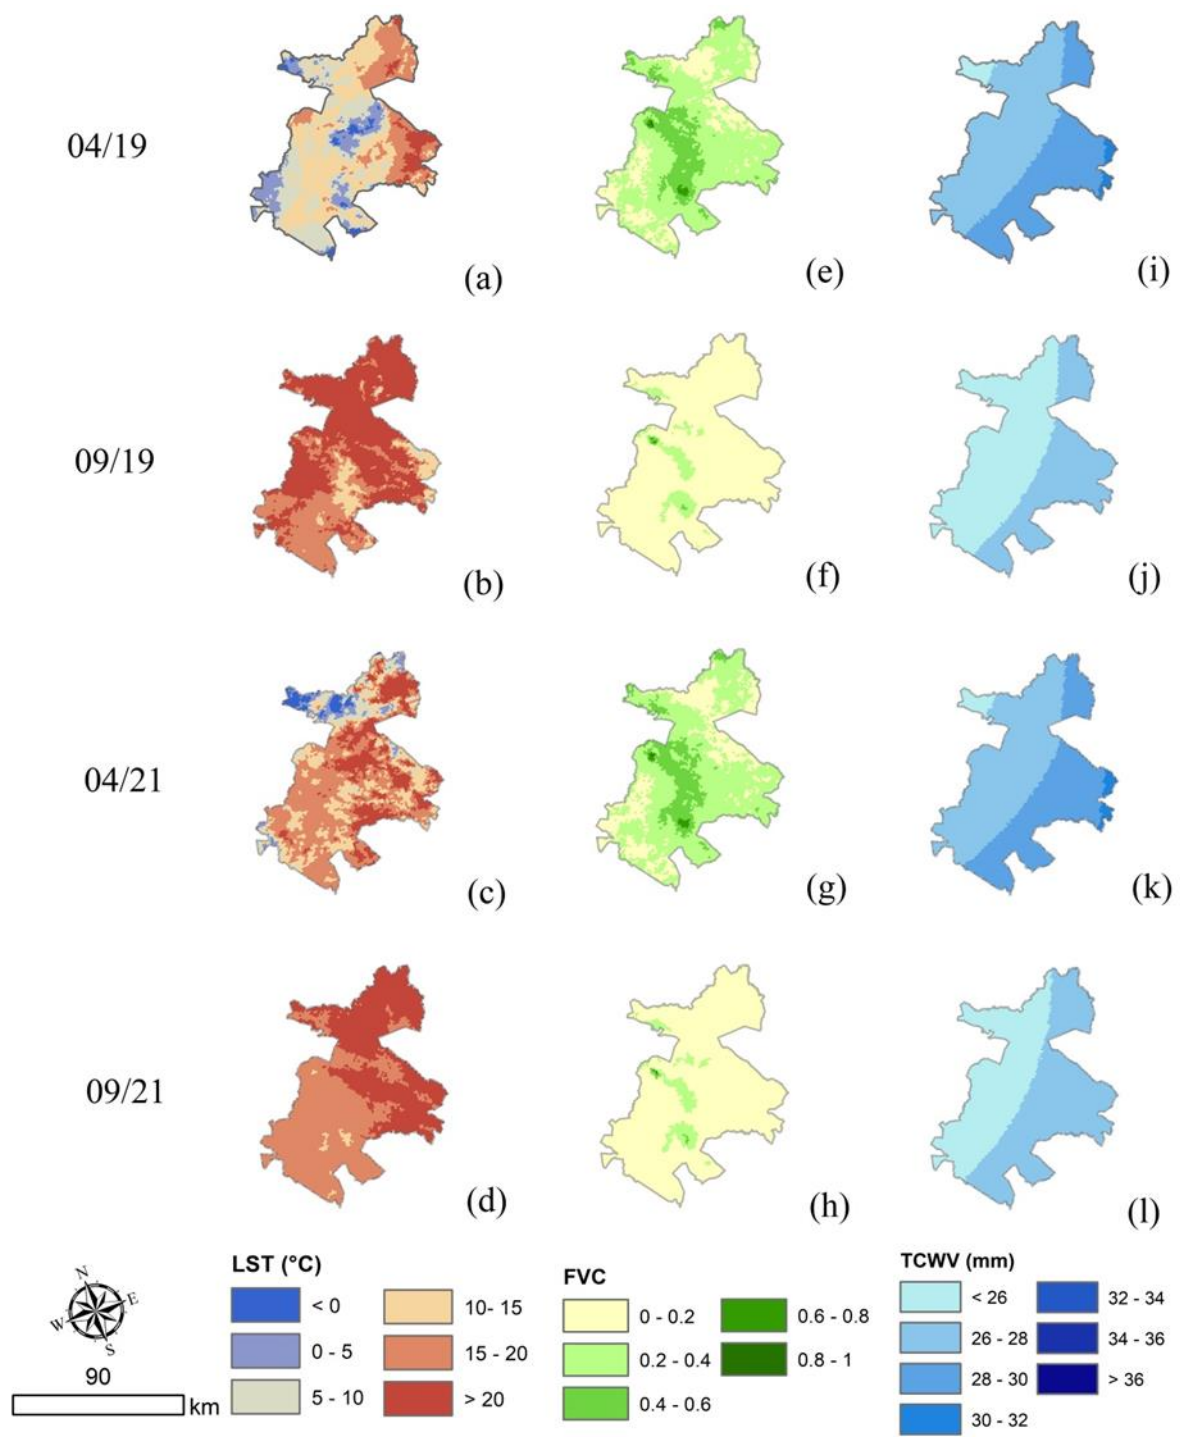 04/19
(a)
(e)
(i)
09/19
(b)
(f)
(j)
04/21
(c)
(g)
(k)
09/21
(d)
(h)
(l)
N
E
W
S
90
km
LST (°C)
< 0
0 - 5
5 - 10
10- 15
15 - 20
> 20
FVC
0 - 0.2
0.2 - 0.4
0.4 - 0.6
0.6 - 0.8
0.8 - 1
TCWV (mm)
< 26
26 - 28
28 - 30
30 - 32
32 - 34
34 - 36
> 36